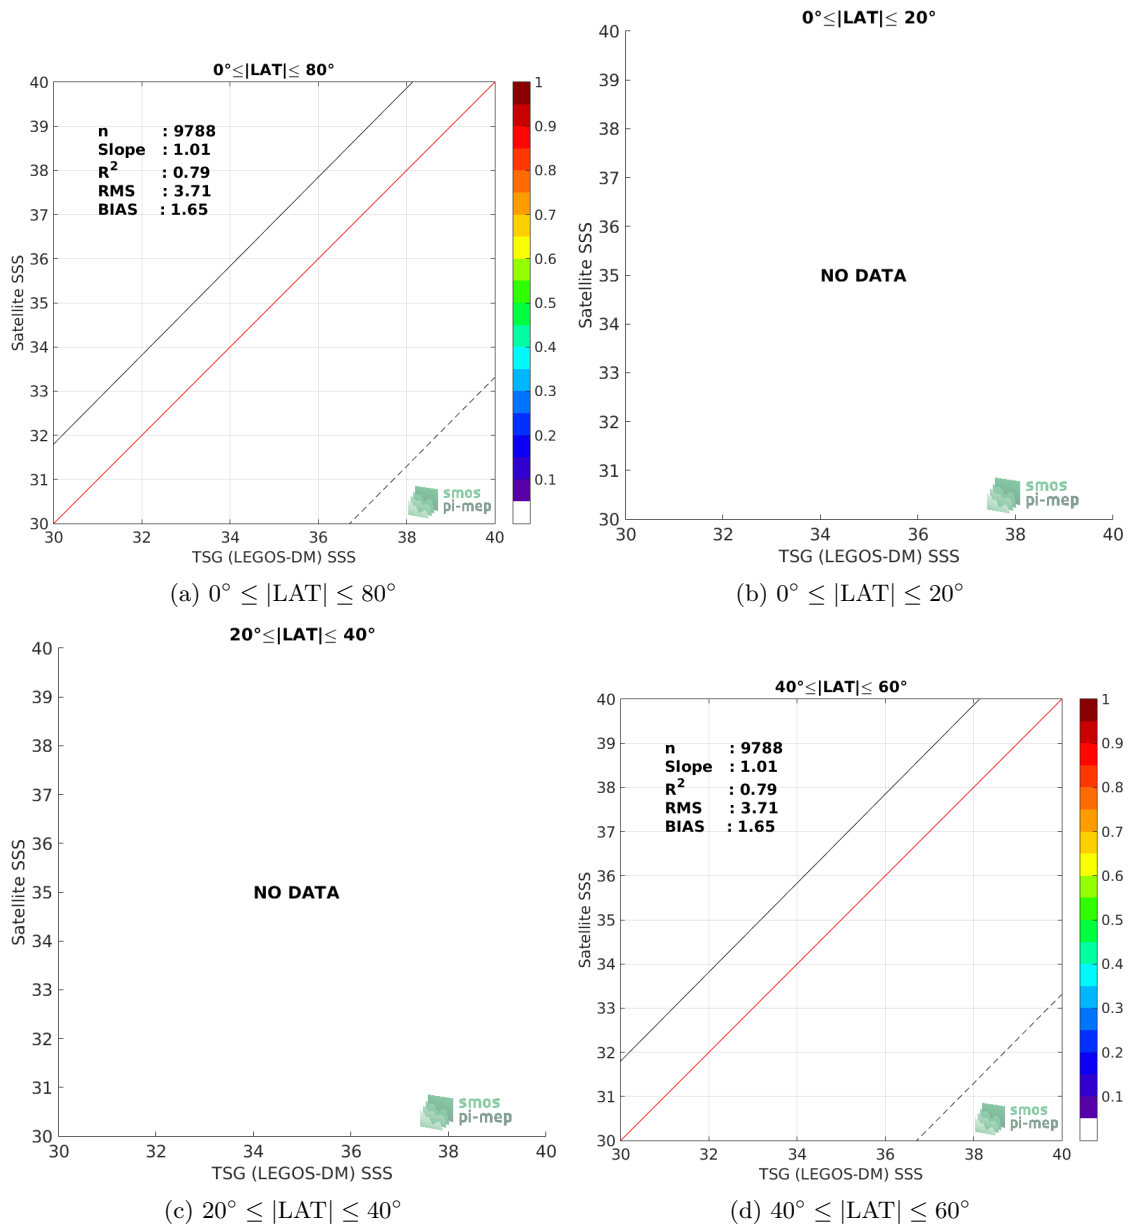 0°≤|LAT|≤ 80°
40
39
38
37
36
35
34
33
32
31
30
Satellite SSS
n : 9788
Slope : 1.01
R² : 0.79
RMS : 3.71
BIAS : 1.65
1
0.9
0.8
0.7
0.6
0.5
0.4
0.3
0.2
0.1
smos
pi-mep
30 32 34 36 38 40
TSG (LEGOS-DM) SSS
(a) 0° ≤ |LAT| ≤ 80°
0°≤|LAT|≤ 20°
40
39
38
37
36
35
34
33
32
31
30
Satellite SSS
NO DATA
smos
pi-mep
30 32 34 36 38 40
TSG (LEGOS-DM) SSS
(b) 0° ≤ |LAT| ≤ 20°
20°≤|LAT|≤ 40°
40
39
38
37
36
35
34
33
32
31
30
Satellite SSS
NO DATA
smos
pi-mep
30 32 34 36 38 40
TSG (LEGOS-DM) SSS
(c) 20° ≤ |LAT| ≤ 40°
40°≤|LAT|≤ 60°
40
39
38
37
36
35
34
33
32
31
30
Satellite SSS
n : 9788
Slope : 1.01
R² : 0.79
RMS : 3.71
BIAS : 1.65
1
0.9
0.8
0.7
0.6
0.5
0.4
0.3
0.2
0.1
smos
pi-mep
30 32 34 36 38 40
TSG (LEGOS-DM) SSS
(d) 40° ≤ |LAT| ≤ 60°